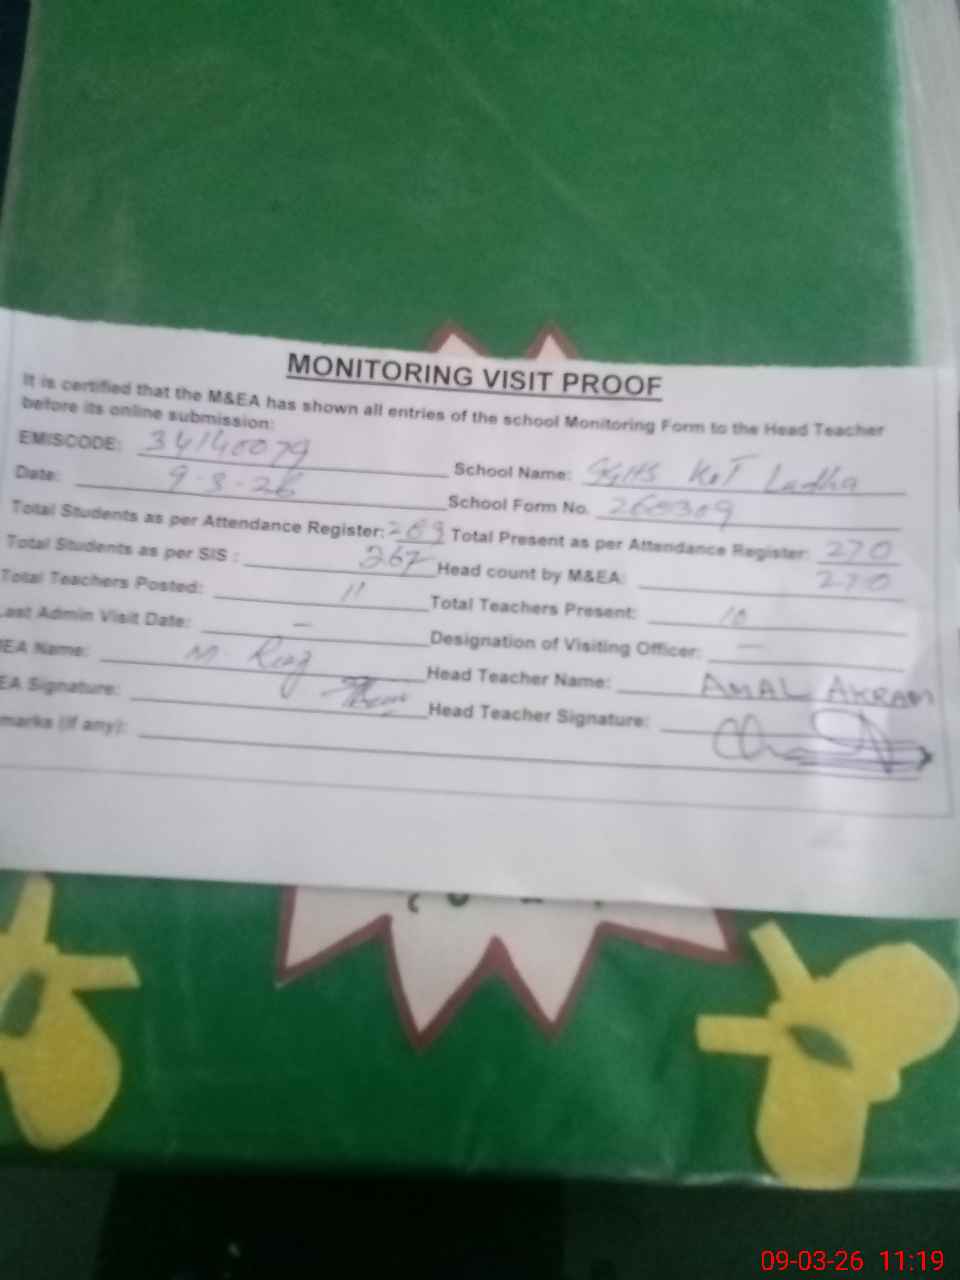 MONITORING VISIT PROOF
It is certified that the M&EA has shown all entries of the school Monitoring Form to the Head Teacher
before its online submission:
EMISCODE: 34140079 School Name: GGHS Kot Ladha
Date: 9-3-26 School Form No. 260309
Total Students as per Attendance Register: Total Present as per Attendance Register: 270
Total Students as per SIS : 267 Head count by M&EA: 270
Total Teachers Posted: 11 Total Teachers Present: 10
Last Admin Visit Date: — Designation of Visiting Officer: —
EA Name: M. Riaz Head Teacher Name: AMAL AKRAM
EA Signature: Head Teacher Signature:
marks (if any):
09-03-26 11:19